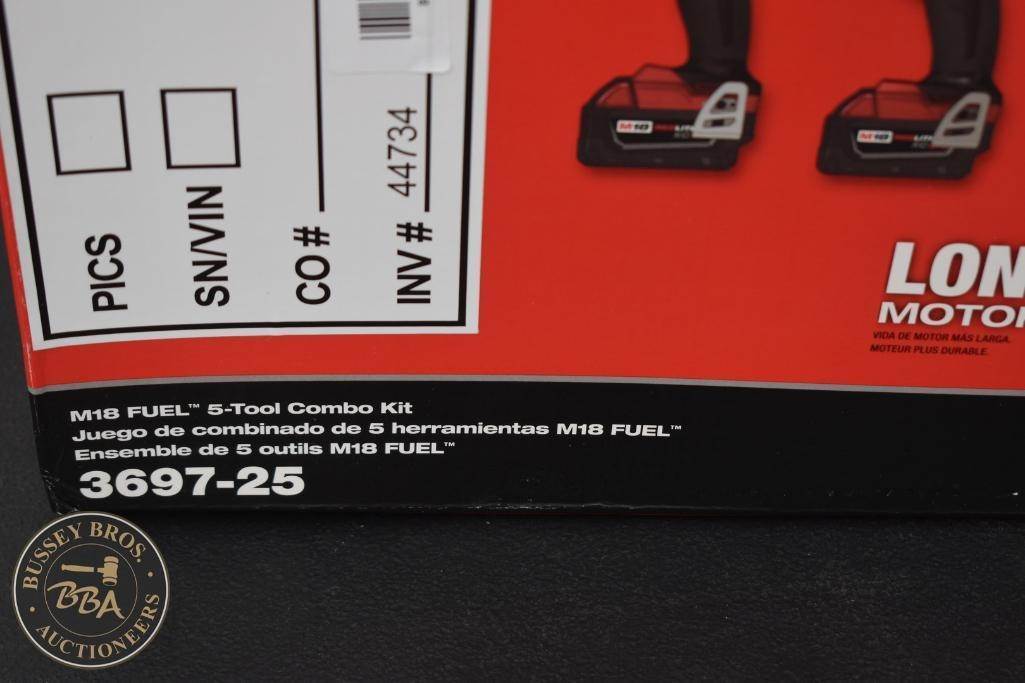 PICS
SN/VIN
CO #
INV # 44734
M18
M18
LON
MOTOR
VIDA DE MOTOR MÁS LARGA.
MOTEUR PLUS DURABLE.
M18 FUEL™ 5-Tool Combo Kit
Juego de combinado de 5 herramientas M18 FUEL™
Ensemble de 5 outils M18 FUEL™
3697-25
BUSSEY BROS.
BBA
AUCTIONEERS